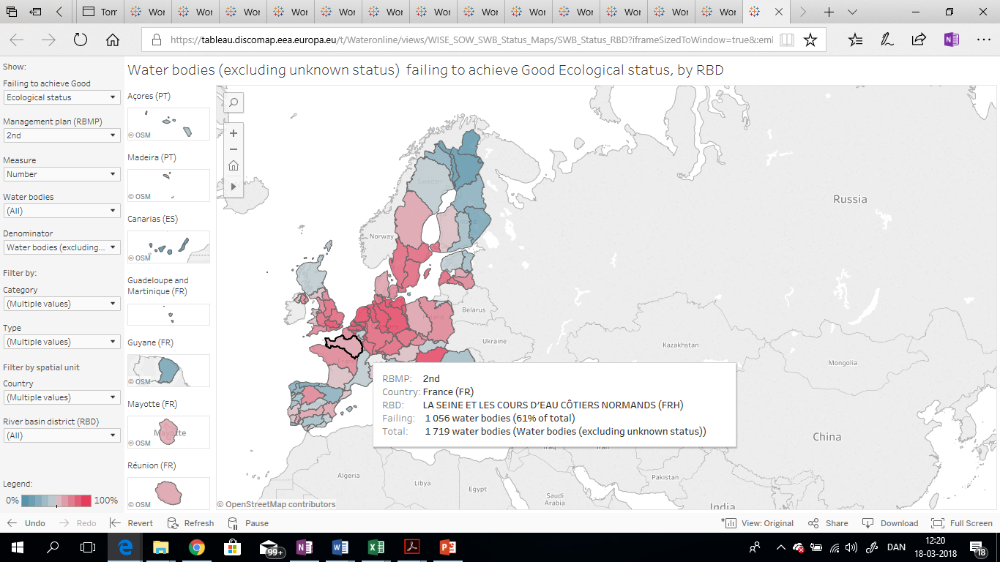 Tom
Wor
Wor
Wor
Wor
Wor
Wor
Wor
Wor
Wor
Wor
Wor
Wor
Wor
https://tableau.discomap.eea.europa.eu/t/Wateronline/views/WISE_SOW_SWB_Status_Maps/SWB_Status_RBD?iframeSizedToWindow=true&:eml
Show:
Failing to achieve Good
Ecological status
Management plan (RBMP)
2nd
Measure
Number
Water bodies
(All)
Denominator
Water bodies (excluding...
Filter by:
Category
(Multiple values)
Type
(Multiple values)
Filter by spatial unit
Country
(Multiple values)
River basin district (RBD)
(All)
Legend:
0% 100%
Water bodies (excluding unknown status) failing to achieve Good Ecological status, by RBD
Açores (PT)
© OSM
Madeira (PT)
© OSM
Canarias (ES)
© OSM
Guadeloupe and
Martinique (FR)
© OSM
Guyane (FR)
© OSM
Mayotte (FR)
Mayotte
© OSM
Réunion (FR)
© OSM
Sweden
Norway
Russia
Belarus
Ukraine
Kazakhstan
Mongolia
France
RBMP: 2nd
Country: France (FR)
RBD: LA SEINE ET LES COURS D’EAU CÔTIERS NORMANDS (FRH)
Failing: 1 056 water bodies (61% of total)
Total: 1 719 water bodies (Water bodies (excluding unknown status))
China
Iraq
Iran
Algeria
Libya
Egypt
Pakistan
Saudi
Arabia
India
© OpenStreetMap contributors
Undo Redo Revert Refresh Pause View: Original Share Download Full Screen
99+
DAN
12:20
18-03-2018
18